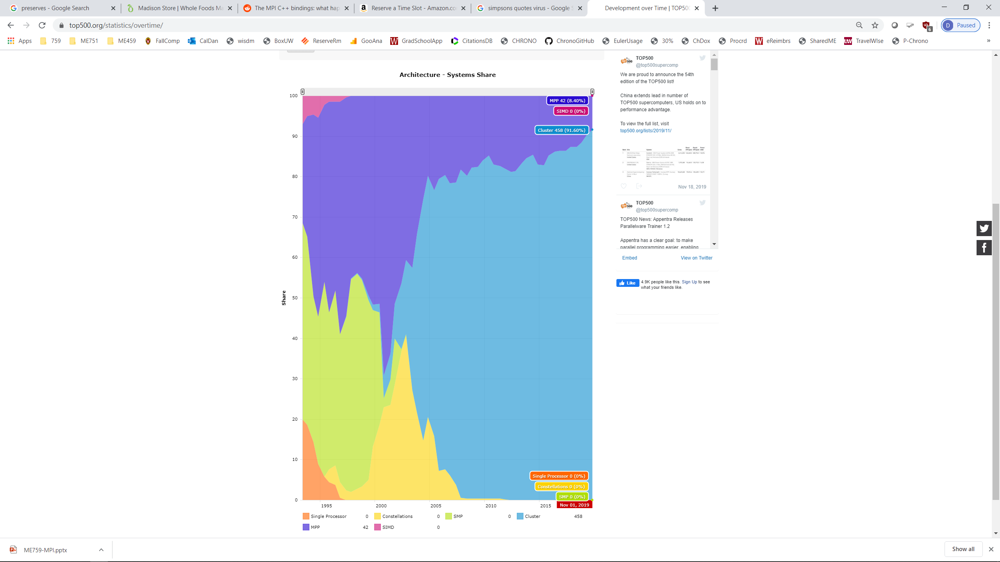 preserves - Google Search
Madison Store | Whole Foods Ma
The MPI C++ bindings: what hap
Reserve a Time Slot - Amazon.co
simpsons quotes virus - Google S
Development over Time | TOP500
top500.org/statistics/overtime/
6
D Paused
Apps 759 ME751 ME459 FallComp CalDan wisdm BoxUW ReserveRm GooAna GradSchoolApp CitationsDB CHRONO ChronoGitHub EulerUsage 30% ChDox Procrd eReimbrs SharedME TravelWIse P-Chrono »
Architecture - Systems Share
100
90
80
70
60
50
40
30
20
10
0
Share
MPP 42 (8.40%)
SIMD 0 (0%)
Cluster 458 (91.60%)
Single Processor 0 (0%)
Constellations 0 (0%)
SMP 0 (0%)
1995 2000 2005 2010 2015 Nov 01, 2019
Single Processor 0 Constellations 0 SMP 0 Cluster 458
MPP 42 SIMD 0
TOP500
@top500supercomp
We are proud to announce the 54th
edition of the TOP500 list!
China extends lead in number of
TOP500 supercomputers, US holds on to
performance advantage.
To view the full list, visit
top500.org/lists/2019/11/
Nov 18, 2019
TOP500
@top500supercomp
TOP500 News: Appentra Releases
Parallelware Trainer 1.2
Appentra has a clear goal: to make
parallel programming easier, enabling
Embed View on Twitter
Like 4.9K people like this. Sign Up to see
what your friends like.
ME759-MPI.pptx
Show all